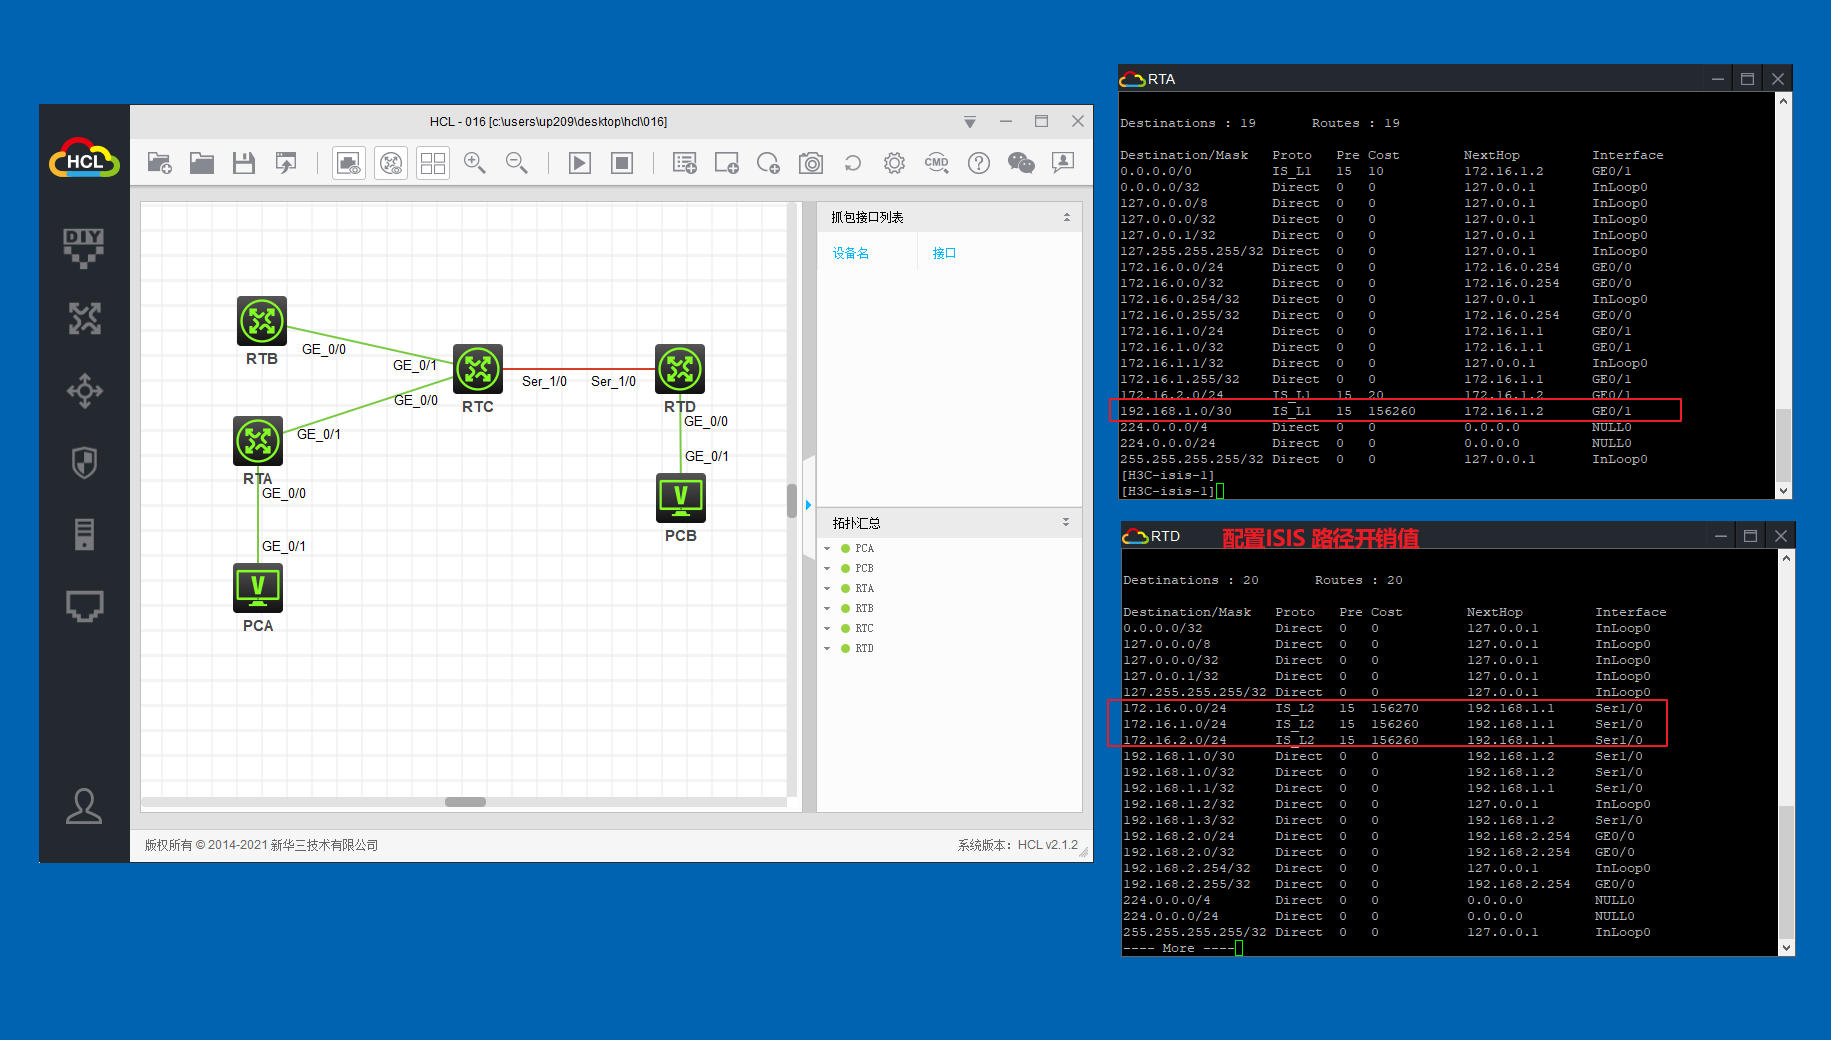 HCL - 016 [c:\users\up209\desktop\hcl\016]
HCL
DIY
CMD
RTB
GE_0/0
GE_0/1
RTC
Ser_1/0
Ser_1/0
RTD
GE_0/0
GE_0/0
GE_0/1
GE_0/1
RTA
GE_0/0
PCB
GE_0/1
PCA
抓包接口列表
设备名 接口
拓扑汇总
PCA
PCB
RTA
RTB
RTC
RTD
版权所有 © 2014-2021 新华三技术有限公司
系统版本：HCL v2.1.2
RTA
Destinations : 19 Routes : 19
Destination/Mask Proto Pre Cost NextHop Interface
0.0.0.0/0 IS_L1 15 10 172.16.1.2 GE0/1
0.0.0.0/32 Direct 0 0 127.0.0.1 InLoop0
127.0.0.0/8 Direct 0 0 127.0.0.1 InLoop0
127.0.0.0/32 Direct 0 0 127.0.0.1 InLoop0
127.0.0.1/32 Direct 0 0 127.0.0.1 InLoop0
127.255.255.255/32 Direct 0 0 127.0.0.1 InLoop0
172.16.0.0/24 Direct 0 0 172.16.0.254 GE0/0
172.16.0.0/32 Direct 0 0 172.16.0.254 GE0/0
172.16.0.254/32 Direct 0 0 127.0.0.1 InLoop0
172.16.0.255/32 Direct 0 0 172.16.0.254 GE0/0
172.16.1.0/24 Direct 0 0 172.16.1.1 GE0/1
172.16.1.0/32 Direct 0 0 172.16.1.1 GE0/1
172.16.1.1/32 Direct 0 0 127.0.0.1 InLoop0
172.16.1.255/32 Direct 0 0 172.16.1.1 GE0/1
172.16.2.0/24 IS_L1 15 20 172.16.1.2 GE0/1
192.168.1.0/30 IS_L1 15 156260 172.16.1.2 GE0/1
224.0.0.0/4 Direct 0 0 0.0.0.0 NULL0
224.0.0.0/24 Direct 0 0 0.0.0.0 NULL0
255.255.255.255/32 Direct 0 0 127.0.0.1 InLoop0
[H3C-isis-1]
[H3C-isis-1]
RTD 配置ISIS 路径开销值
Destinations : 20 Routes : 20
Destination/Mask Proto Pre Cost NextHop Interface
0.0.0.0/32 Direct 0 0 127.0.0.1 InLoop0
127.0.0.0/8 Direct 0 0 127.0.0.1 InLoop0
127.0.0.0/32 Direct 0 0 127.0.0.1 InLoop0
127.0.0.1/32 Direct 0 0 127.0.0.1 InLoop0
127.255.255.255/32 Direct 0 0 127.0.0.1 InLoop0
172.16.0.0/24 IS_L2 15 156270 192.168.1.1 Ser1/0
172.16.1.0/24 IS_L2 15 156260 192.168.1.1 Ser1/0
172.16.2.0/24 IS_L2 15 156260 192.168.1.1 Ser1/0
192.168.1.0/30 Direct 0 0 192.168.1.2 Ser1/0
192.168.1.0/32 Direct 0 0 192.168.1.2 Ser1/0
192.168.1.1/32 Direct 0 0 192.168.1.1 Ser1/0
192.168.1.2/32 Direct 0 0 127.0.0.1 InLoop0
192.168.1.3/32 Direct 0 0 192.168.1.2 Ser1/0
192.168.2.0/24 Direct 0 0 192.168.2.254 GE0/0
192.168.2.0/32 Direct 0 0 192.168.2.254 GE0/0
192.168.2.254/32 Direct 0 0 127.0.0.1 InLoop0
192.168.2.255/32 Direct 0 0 192.168.2.254 GE0/0
224.0.0.0/4 Direct 0 0 0.0.0.0 NULL0
224.0.0.0/24 Direct 0 0 0.0.0.0 NULL0
255.255.255.255/32 Direct 0 0 127.0.0.1 InLoop0
---- More ----